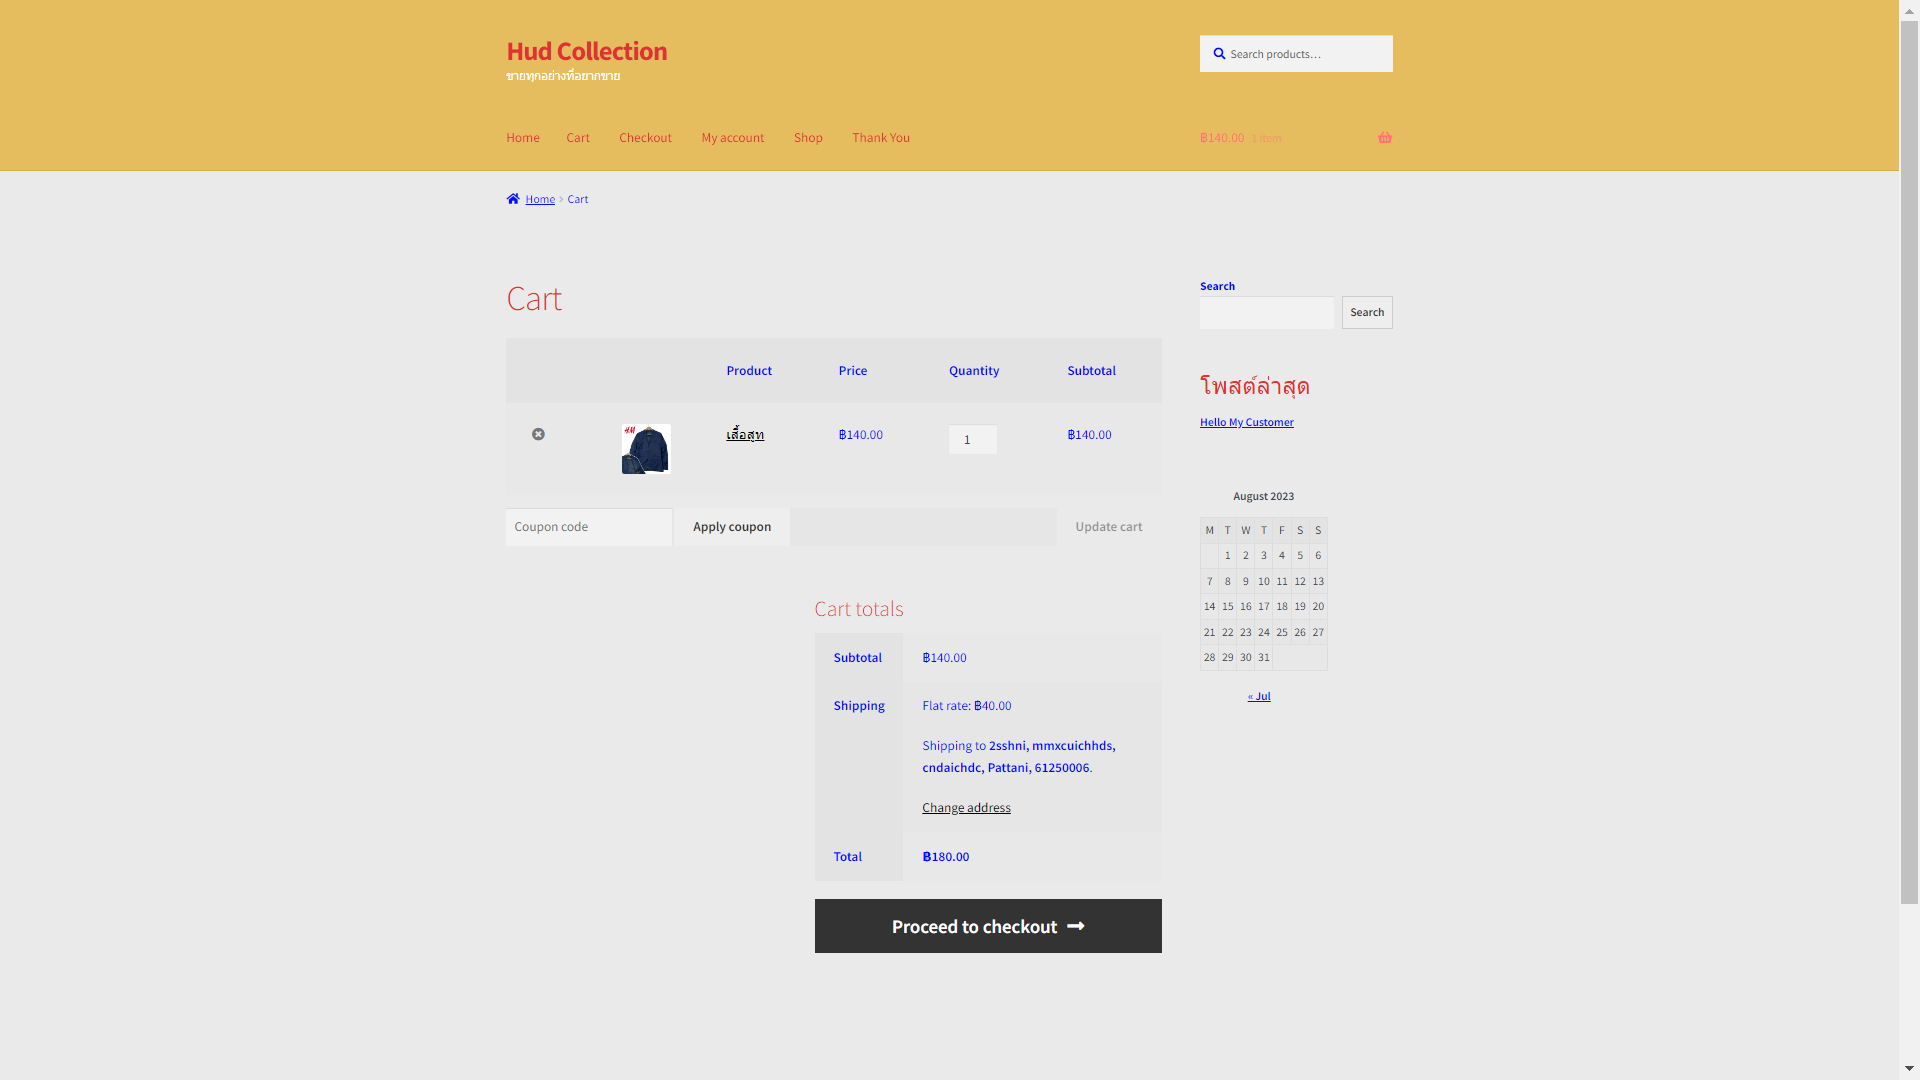 Hud Collection
ขายทุกอย่างที่อยากขาย
Search products…
Home Cart Checkout My account Shop Thank You
฿140.00 1 item
Home › Cart
Cart
Product Price Quantity Subtotal
H&M
เสื้อสูท ฿140.00 1 ฿140.00
Coupon code Apply coupon Update cart
Cart totals
Subtotal ฿140.00
Shipping Flat rate: ฿40.00
Shipping to 2sshni, mmxcuichhds,
cndaichdc, Pattani, 61250006.
Change address
Total ฿180.00
Proceed to checkout
Search
Search
โพสต์ล่าสุด
Hello My Customer
August 2023
M T W T F S S
1 2 3 4 5 6
7 8 9 10 11 12 13
14 15 16 17 18 19 20
21 22 23 24 25 26 27
28 29 30 31
« Jul